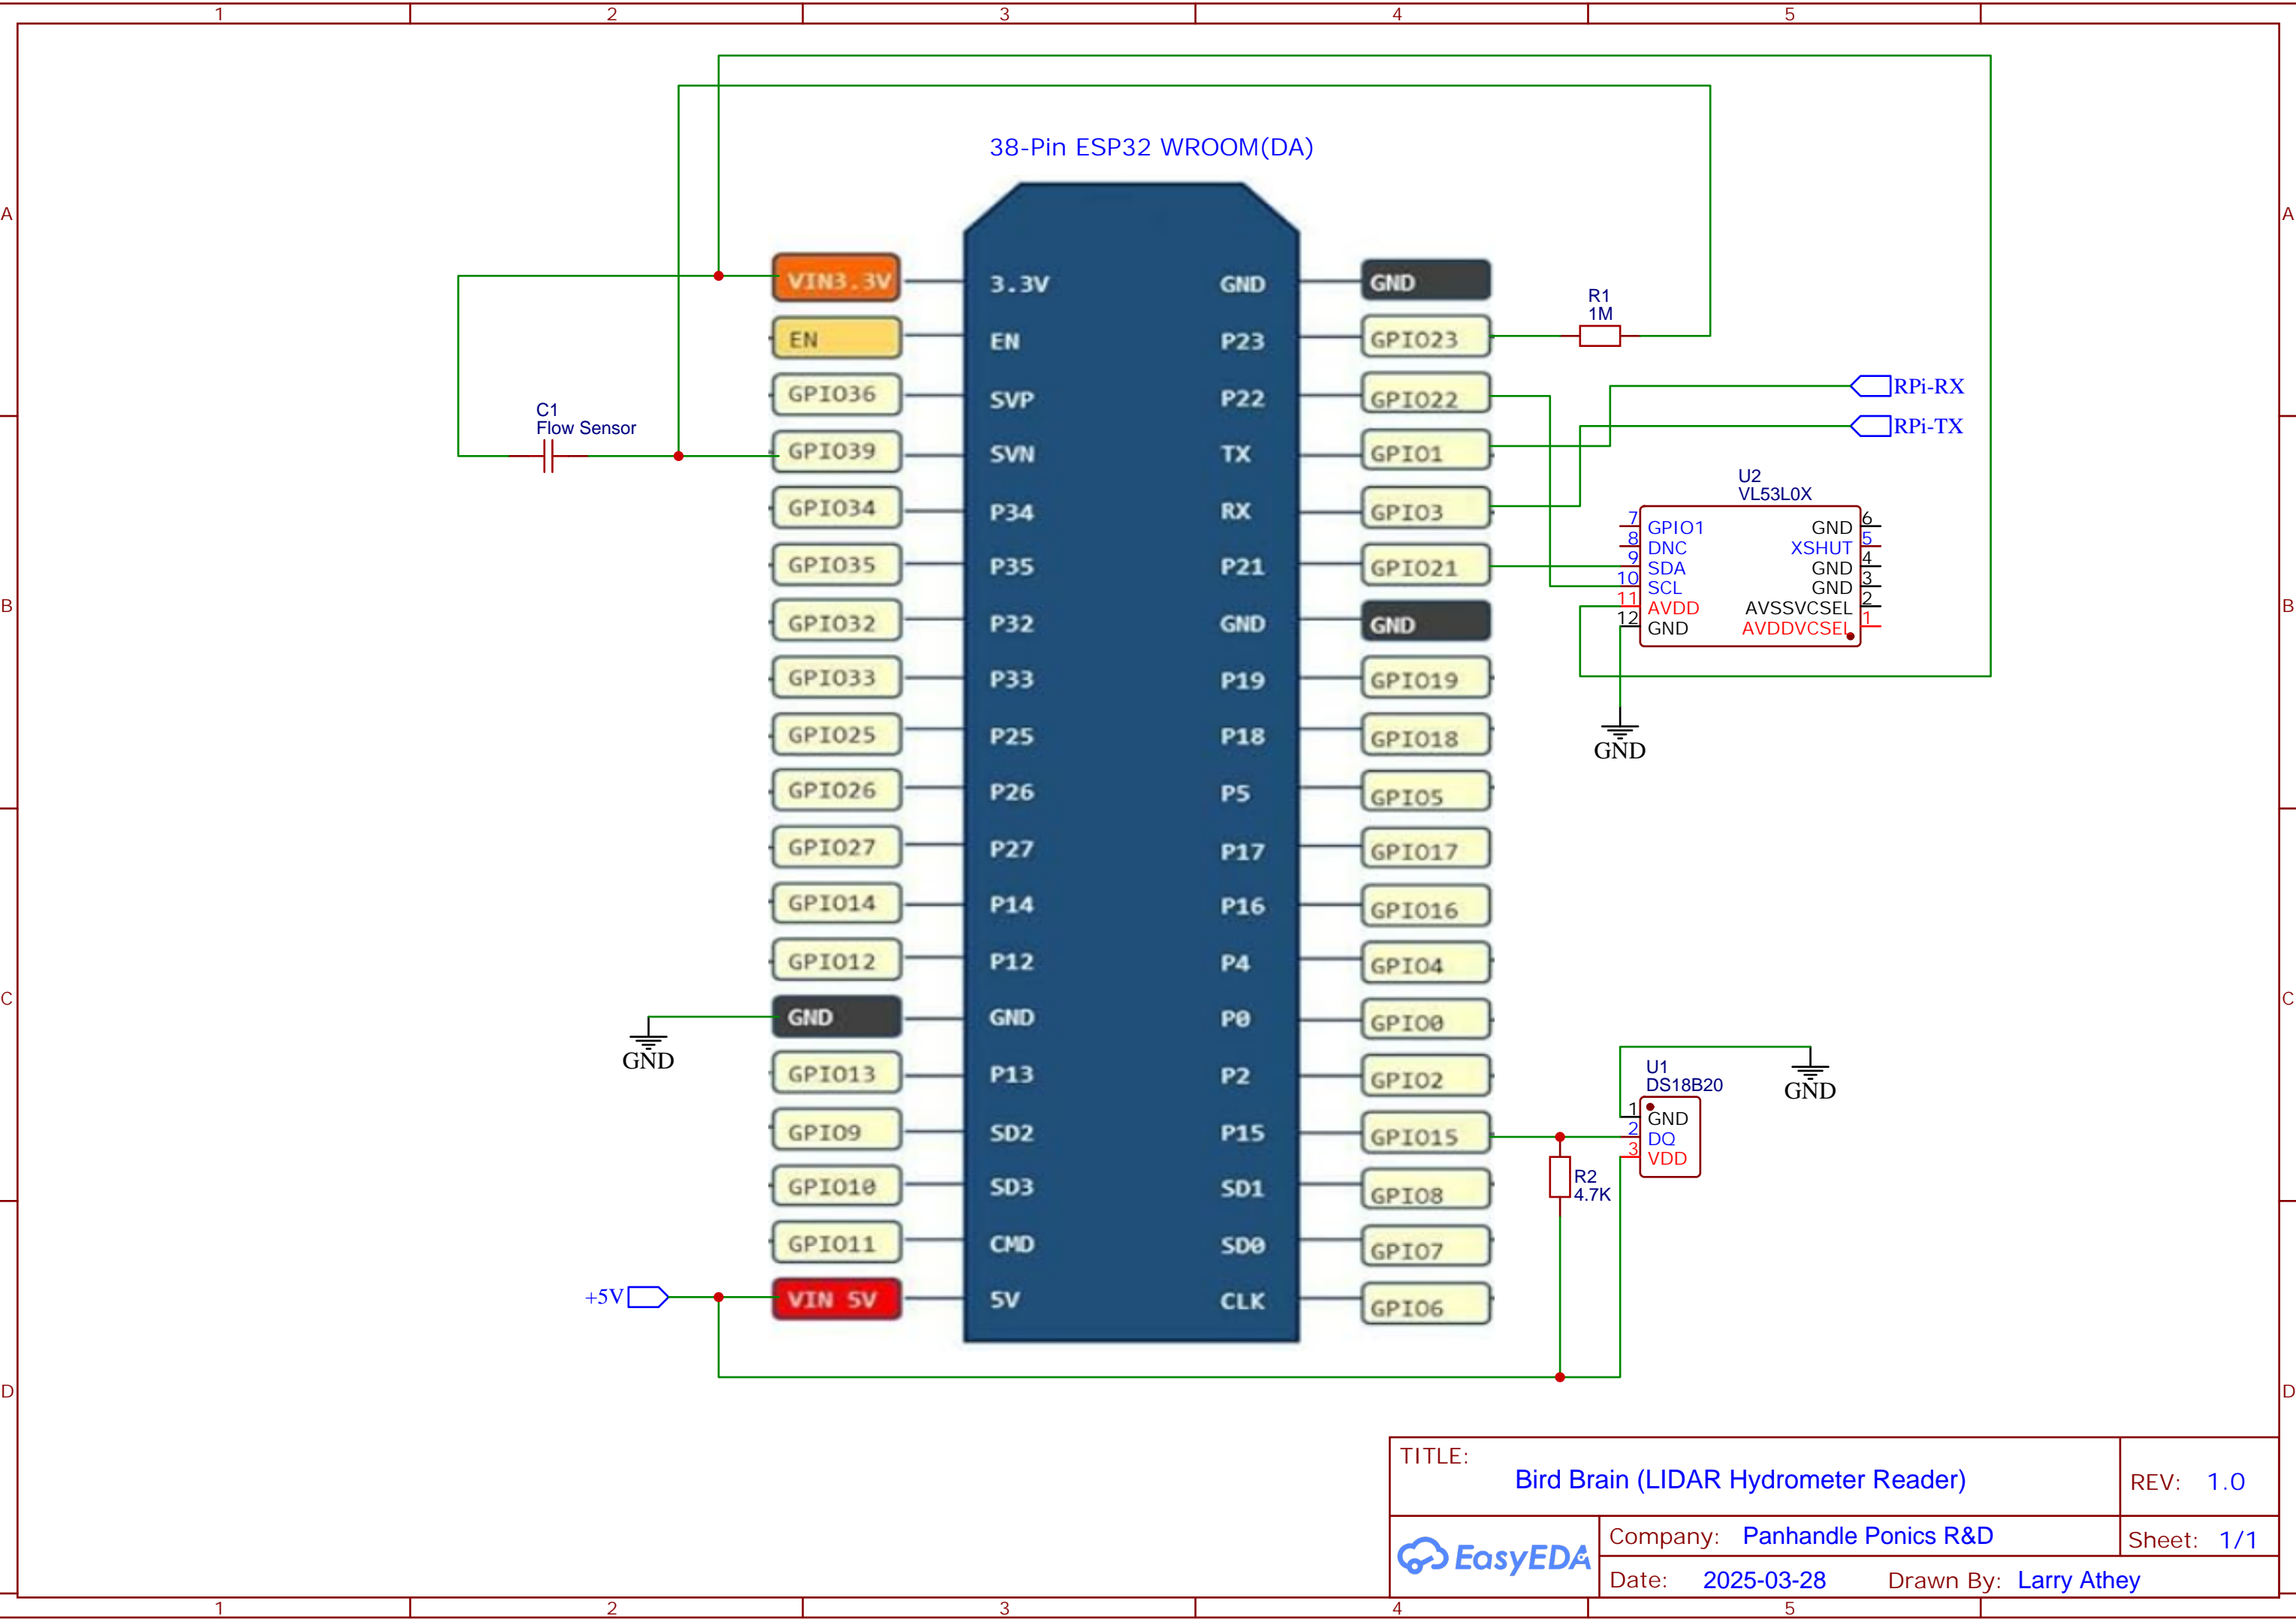 1 2 3 4 5
A A
B B
C C
D D
38-Pin ESP32 WROOM(DA)
VIN3.3V 3.3V GND GND
EN EN P23 GPIO23
GPIO36 SVP P22 GPIO22
GPIO39 SVN TX GPIO1
GPIO34 P34 RX GPIO3
GPIO35 P35 P21 GPIO21
GPIO32 P32 GND GND
GPIO33 P33 P19 GPIO19
GPIO25 P25 P18 GPIO18
GPIO26 P26 P5 GPIO5
GPIO27 P27 P17 GPIO17
GPIO14 P14 P16 GPIO16
GPIO12 P12 P4 GPIO4
GND GND P0 GPIO0
GPIO13 P13 P2 GPIO2
GPIO9 SD2 P15 GPIO15
GPIO10 SD3 SD1 GPIO8
GPIO11 CMD SD0 GPIO7
VIN 5V 5V CLK GPIO6
C1
Flow Sensor
GND
+5V
R1
1M
RPi-RX
RPi-TX
U2
VL53L0X
7 GPIO1 GND 6
8 DNC XSHUT 5
9 SDA GND 4
10 SCL GND 3
11 AVDD AVSSVCSEL 2
12 GND AVDDVCSEL 1
GND
U1
DS18B20
1 GND
2 DQ
3 VDD
GND
R2
4.7K
TITLE:
Bird Brain (LIDAR Hydrometer Reader)
REV: 1.0
EasyEDA
Company: Panhandle Ponics R&D
Sheet: 1/1
Date: 2025-03-28 Drawn By: Larry Athey
1 2 3 4 5